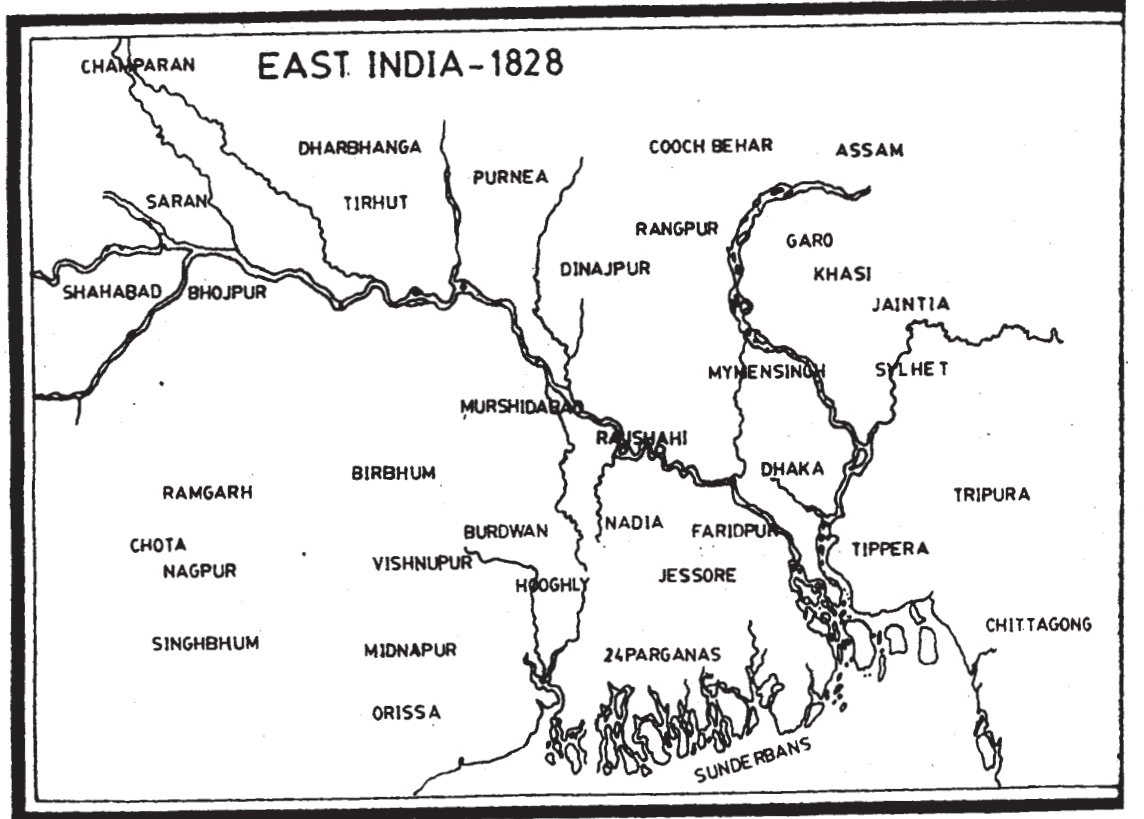 EAST INDIA-1828
CHAMPARAN
DHARBHANGA
COOCH BEHAR
ASSAM
PURNEA
SARAN
TIRHUT
RANGPUR
GARO
DINAJPUR
KHASI
SHAHABAD
BHOJPUR
JAINTIA
MYMENSINGH
SYLHET
MURSHIDABAD
RAJSHAHI
BIRBHUM
DHAKA
RAMGARH
TRIPURA
BURDWAN
NADIA
FARIDPUR
CHOTA
NAGPUR
VISHNUPUR
TIPPERA
HOOGHLY
JESSORE
CHITTAGONG
SINGHBHUM
MIDNAPUR
24PARGANAS
ORISSA
SUNDERBANS